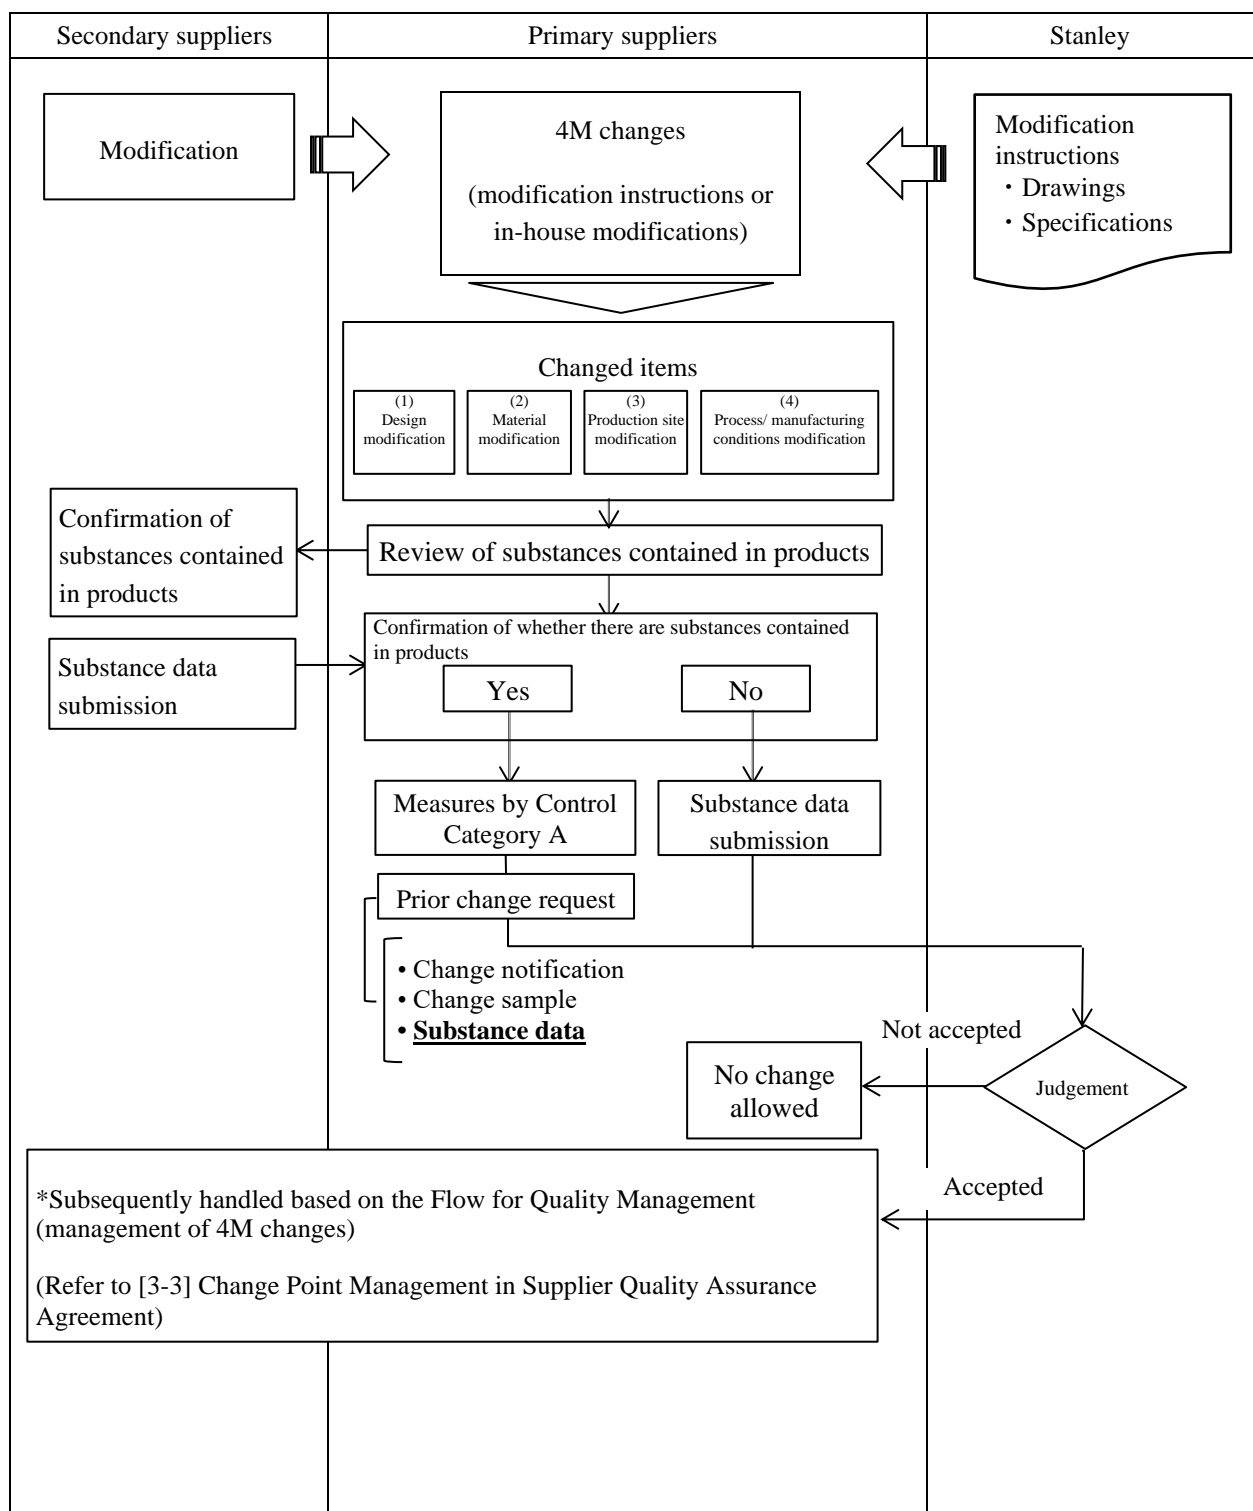 Secondary suppliers
Primary suppliers
Stanley
Modification
4M changes
(modification instructions or
in-house modifications)
Modification
instructions
・Drawings
・Specifications
Changed items
(1)
Design
modification
(2)
Material
modification
(3)
Production site
modification
(4)
Process/ manufacturing
conditions modification
Confirmation of
substances contained
in products
Review of substances contained in products
Confirmation of whether there are substances contained
in products
Substance data
submission
Yes
No
Measures by Control
Category A
Substance data
submission
Prior change request
• Change notification
• Change sample
• Substance data
Not accepted
No change
allowed
Judgement
Accepted
*Subsequently handled based on the Flow for Quality Management
(management of 4M changes)
(Refer to [3-3] Change Point Management in Supplier Quality Assurance
Agreement)